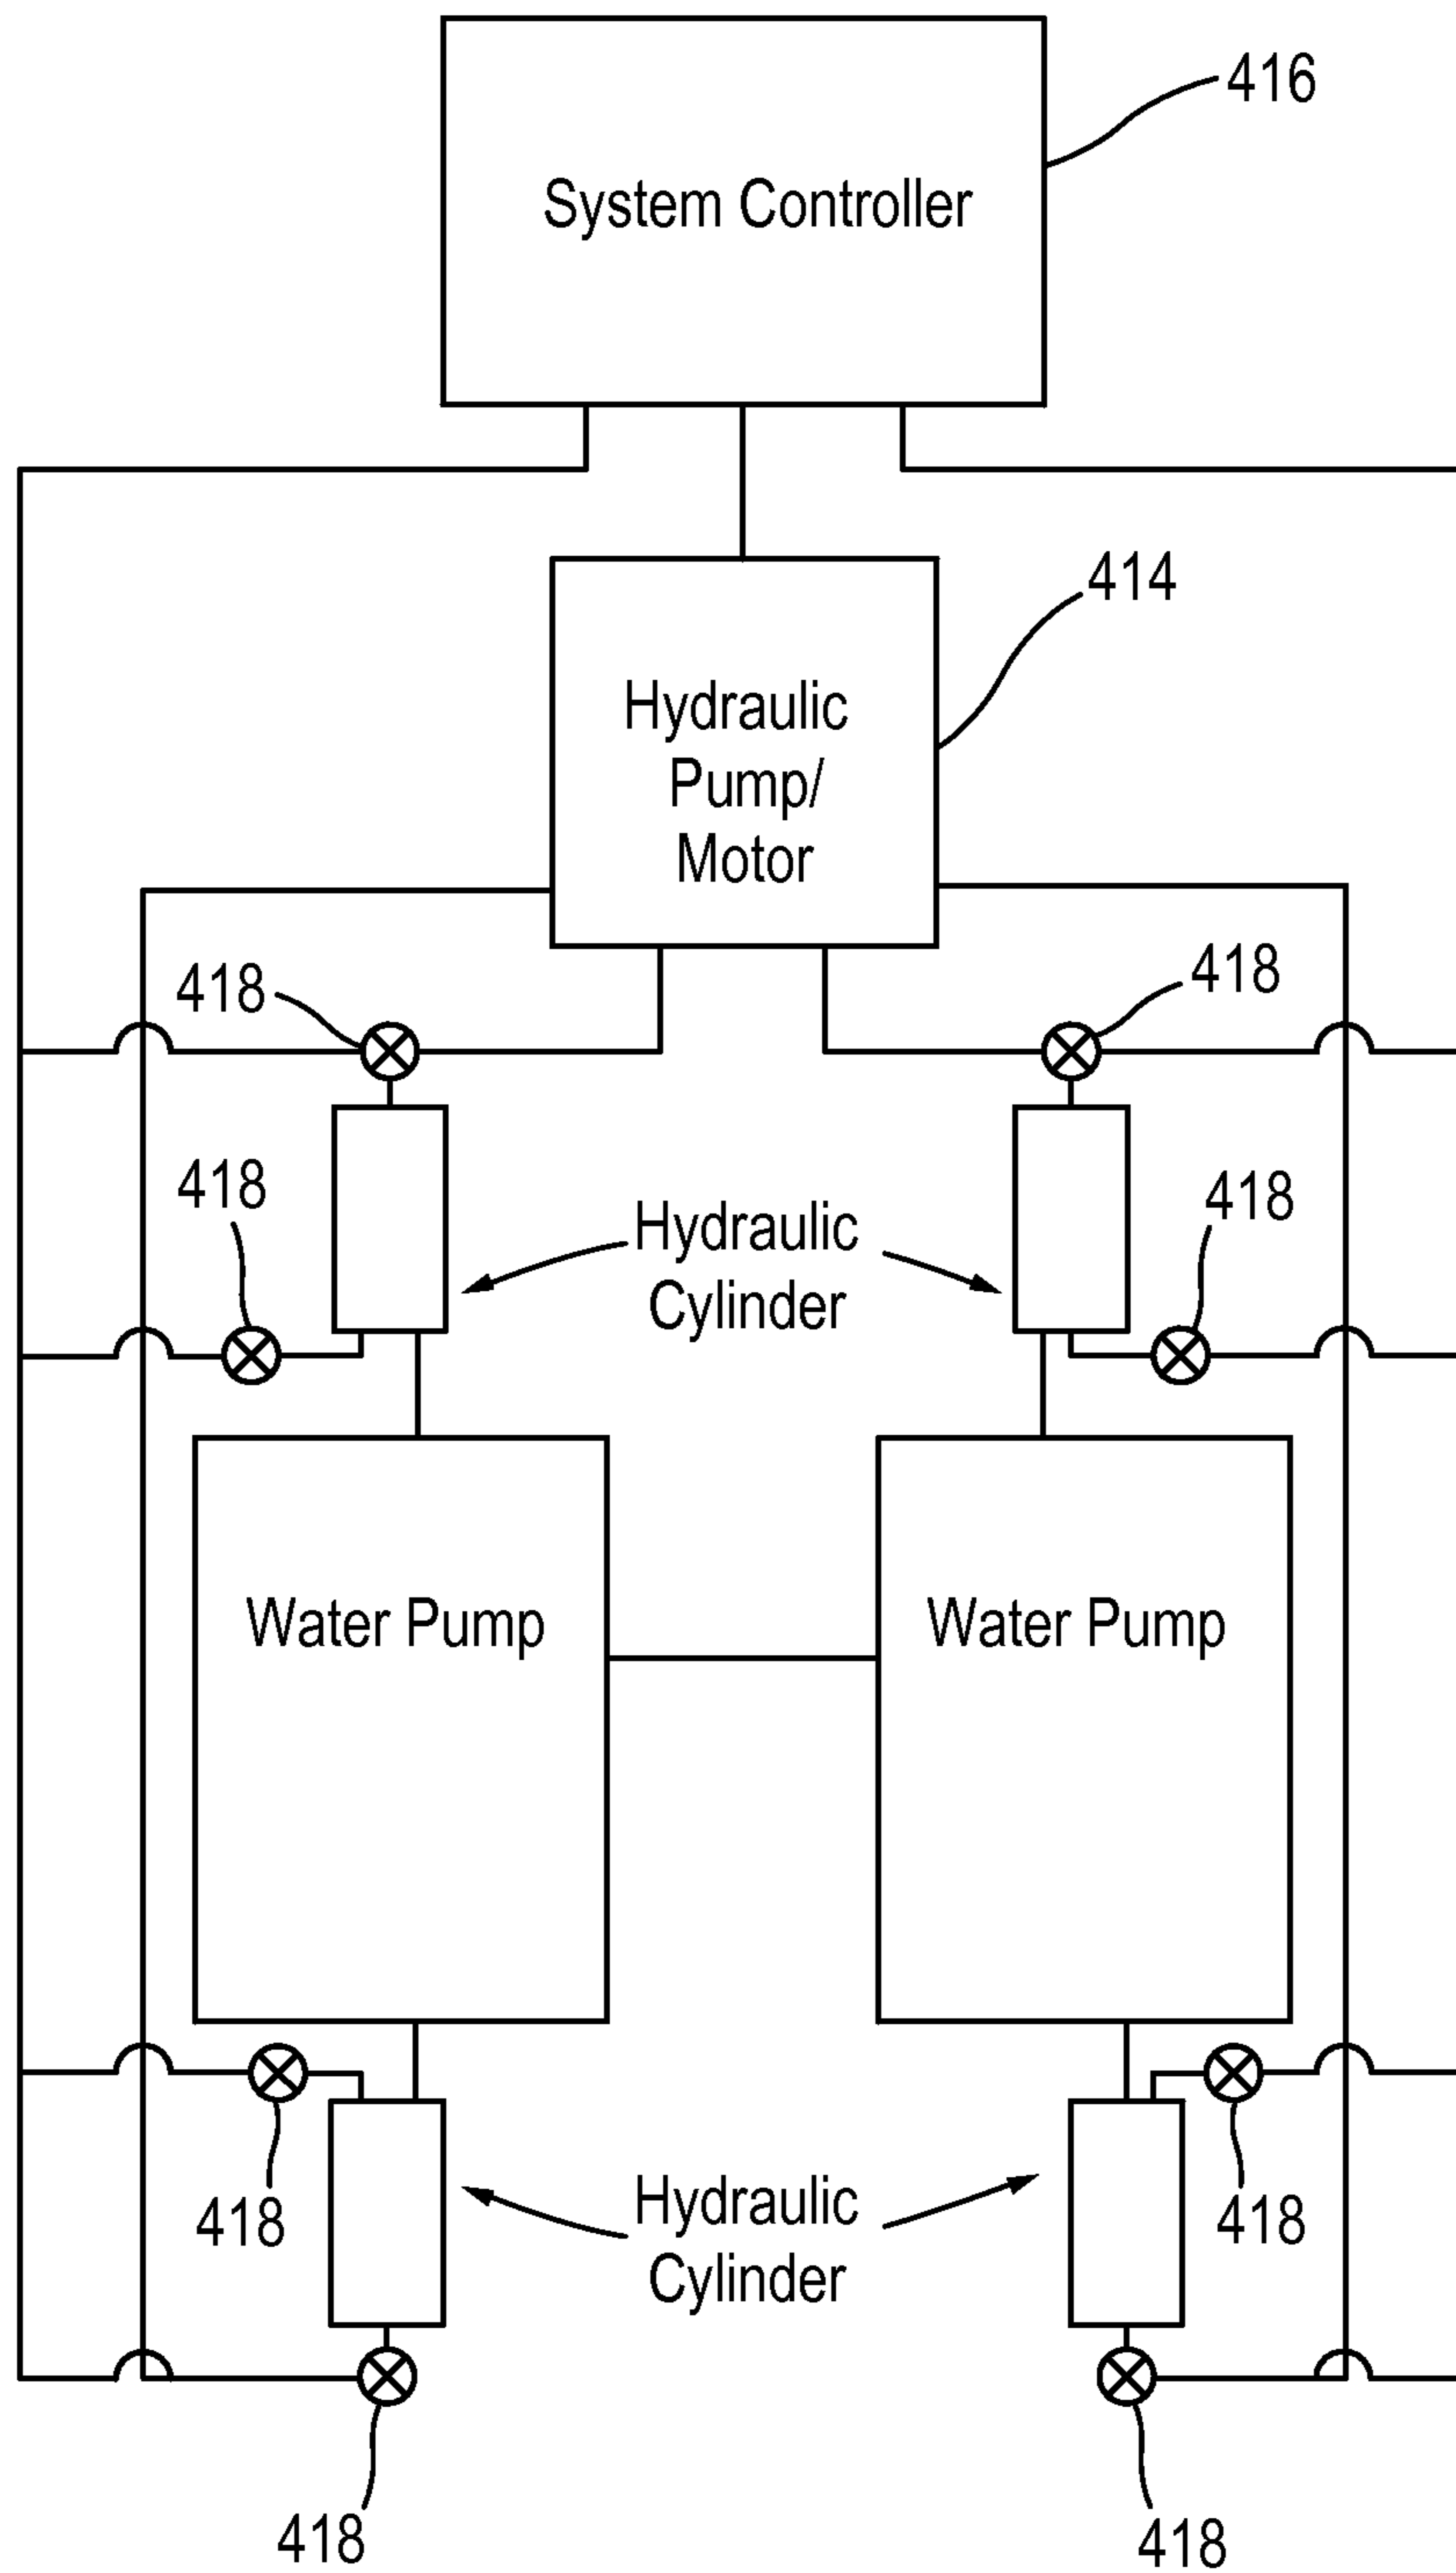 416
System Controller
414
Hydraulic
Pump/
Motor
418
418
418
418
Hydraulic
Cylinder
Water Pump
Water Pump
418
418
Hydraulic
Cylinder
418
418